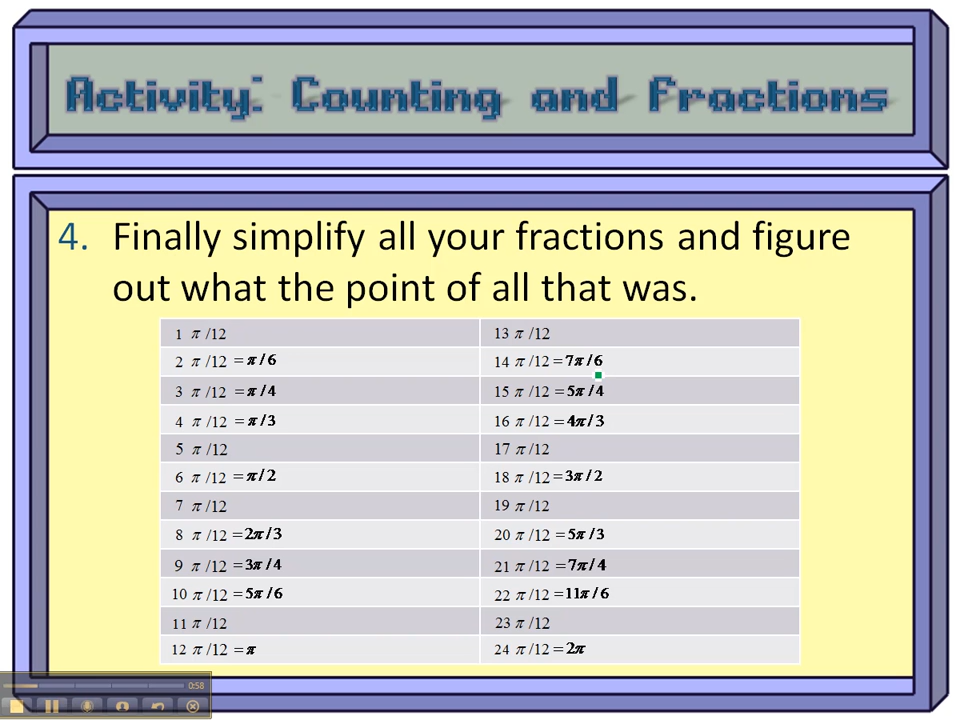 Activity: Counting and Fractions
4. Finally simplify all your fractions and figure
out what the point of all that was.
1 π /12 13 π /12
2 π /12 = π/6 14 π /12 = 7π/6
3 π /12 = π/4 15 π /12 = 5π/4
4 π /12 = π/3 16 π /12 = 4π/3
5 π /12 17 π /12
6 π /12 = π/2 18 π /12 = 3π/2
7 π /12 19 π /12
8 π /12 = 2π/3 20 π /12 = 5π/3
9 π /12 = 3π/4 21 π /12 = 7π/4
10 π /12 = 5π/6 22 π /12 = 11π/6
11 π /12 23 π /12
12 π /12 = π 24 π /12 = 2π
0:58